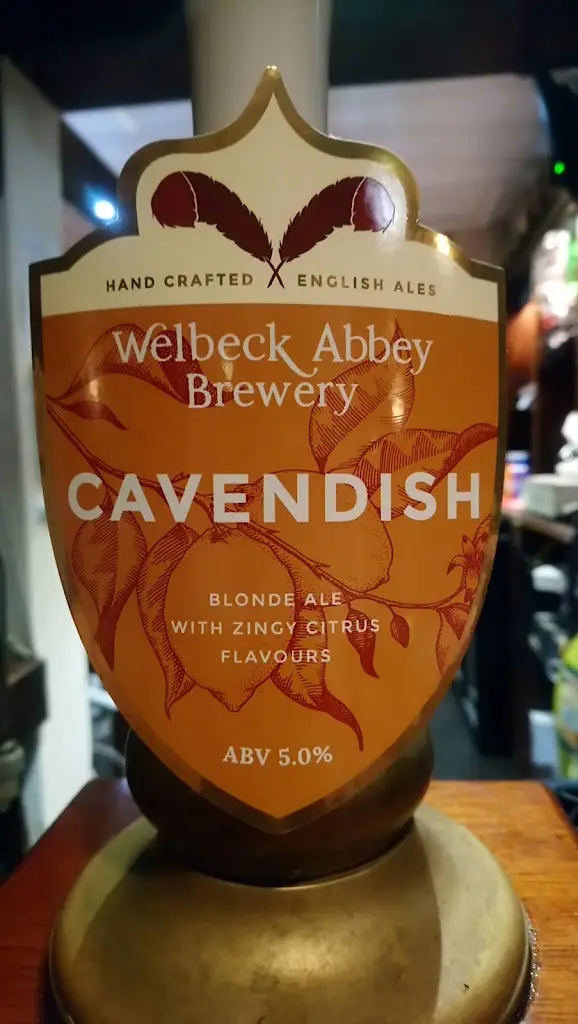 HAND CRAFTED ENGLISH ALES
Welbeck Abbey
Brewery
CAVENDISH
BLONDE ALE
WITH ZINGY CITRUS
FLAVOURS
ABV 5.0%